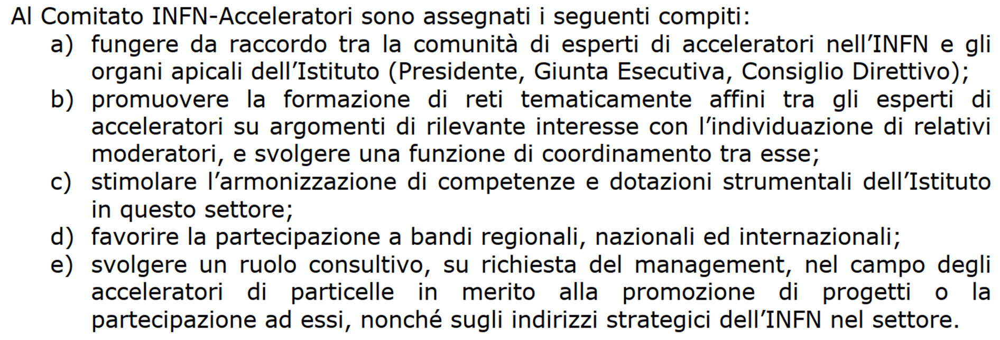 Al Comitato INFN-Acceleratori sono assegnati i seguenti compiti:
a) fungere da raccordo tra la comunità di esperti di acceleratori nell’INFN e gli
organi apicali dell’Istituto (Presidente, Giunta Esecutiva, Consiglio Direttivo);
b) promuovere la formazione di reti tematicamente affini tra gli esperti di
acceleratori su argomenti di rilevante interesse con l’individuazione di relativi
moderatori, e svolgere una funzione di coordinamento tra esse;
c) stimolare l’armonizzazione di competenze e dotazioni strumentali dell’Istituto
in questo settore;
d) favorire la partecipazione a bandi regionali, nazionali ed internazionali;
e) svolgere un ruolo consultivo, su richiesta del management, nel campo degli
acceleratori di particelle in merito alla promozione di progetti o la
partecipazione ad essi, nonché sugli indirizzi strategici dell’INFN nel settore.